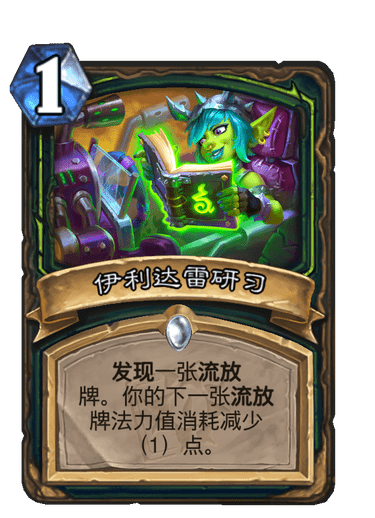 1
伊利达雷研习
发现一张流放
牌。你的下一张流放
牌法力值消耗减少
（1）点。